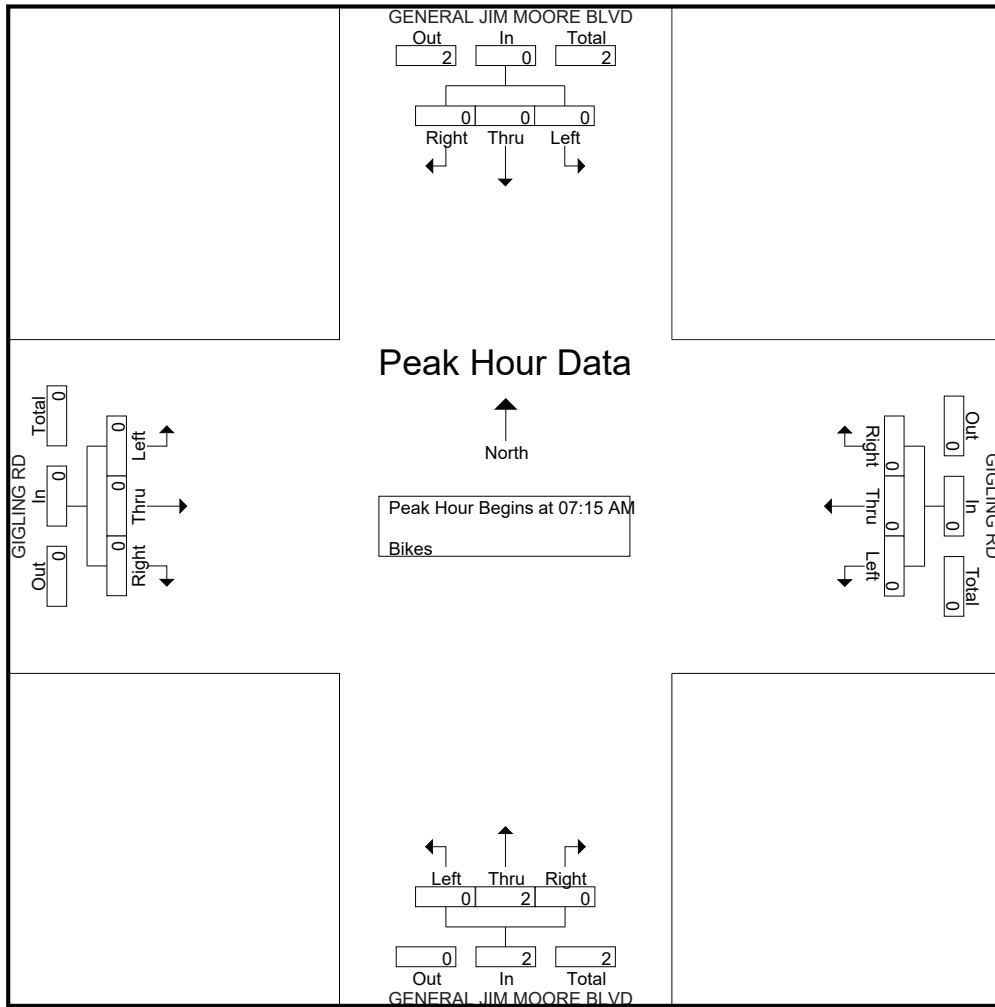 GENERAL JIM MOORE BLVD
Out In Total
2 0 2
0 0 0
Right Thru Left
Peak Hour Data
North
Peak Hour Begins at 07:15 AM
Bikes
GIGLING RD
Out In Total
0 0 0
0 0 0
Right Thru Left
GIGLING RD
Total In Out
0 0 0
0 0 0
Left Thru Right
Left Thru Right
0 2 0
0 2 2
Out In Total
GENERAL JIM MOORE BLVD